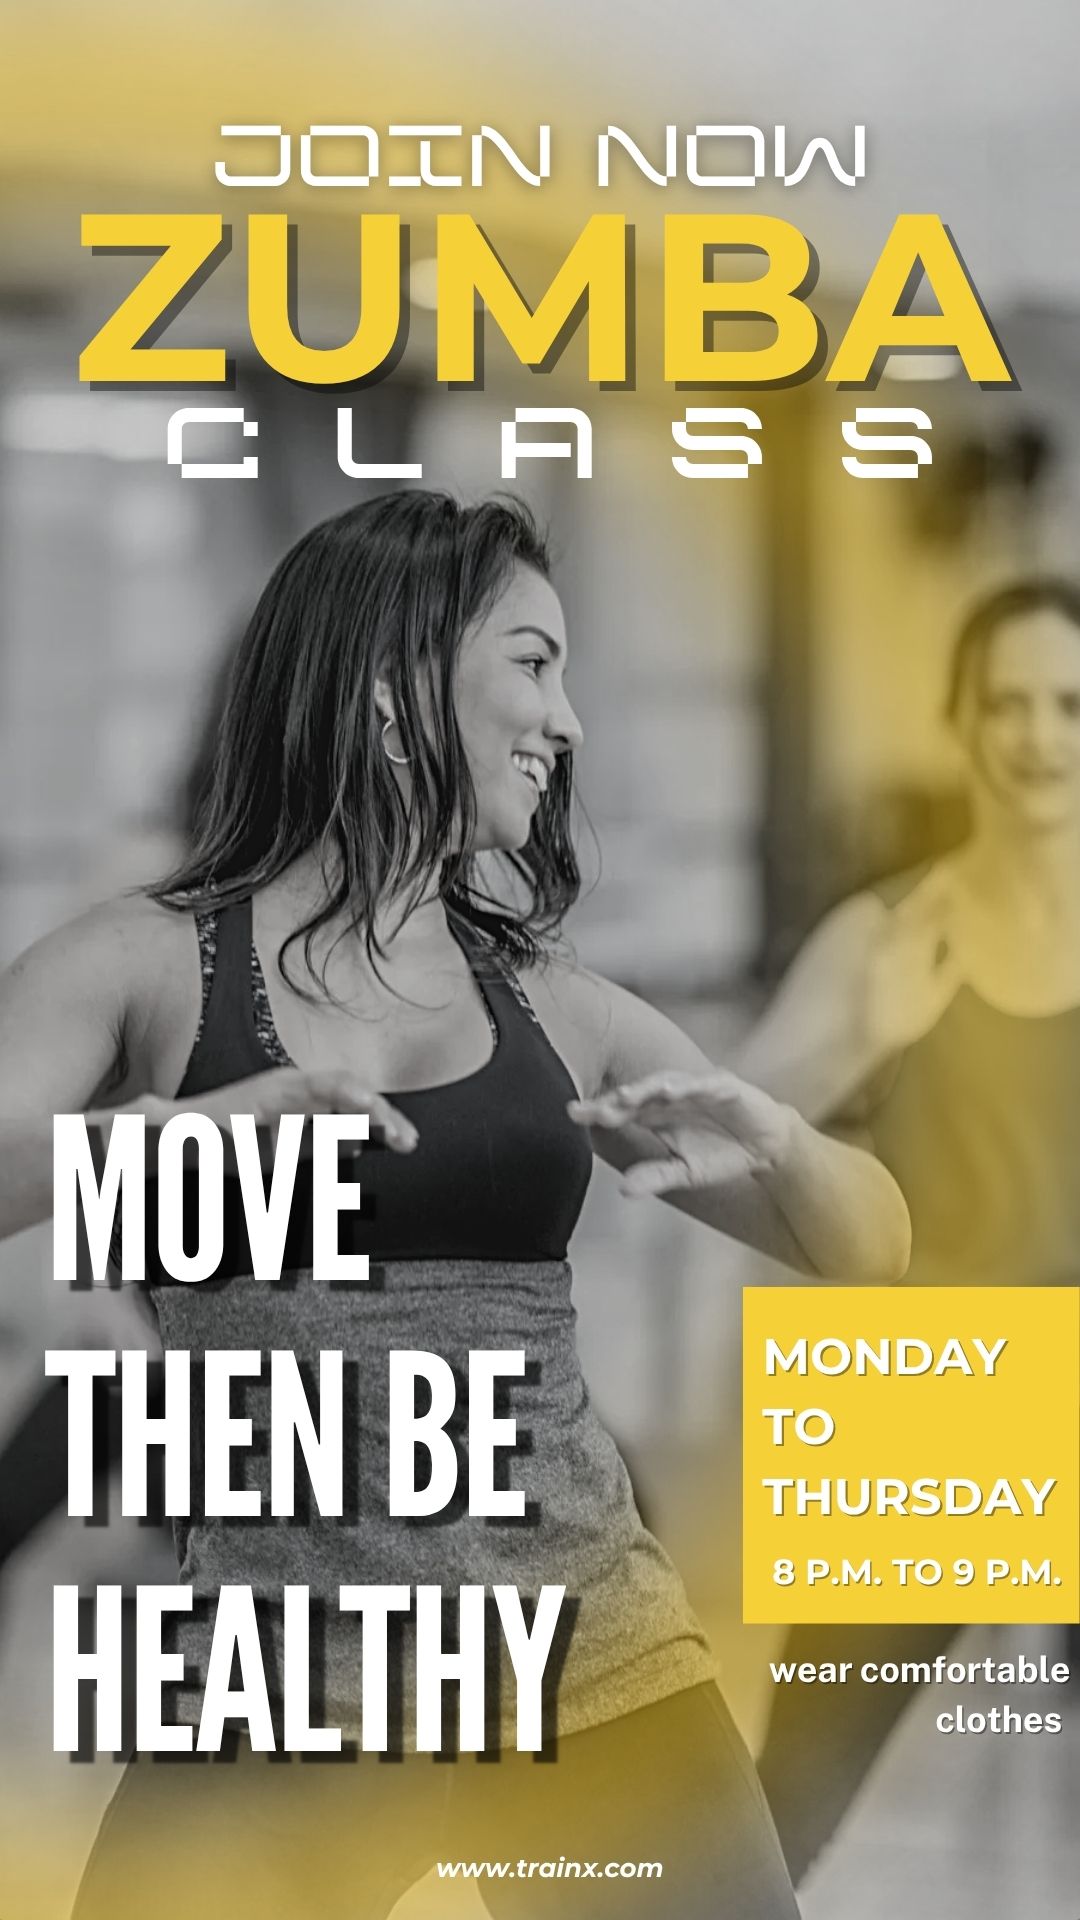 JOIN NOW
ZUMBA
CLASS
MOVE
THEN BE
HEALTHY
MONDAY
TO
THURSDAY
8 P.M. TO 9 P.M.
wear comfortable
clothes
www.trainx.com